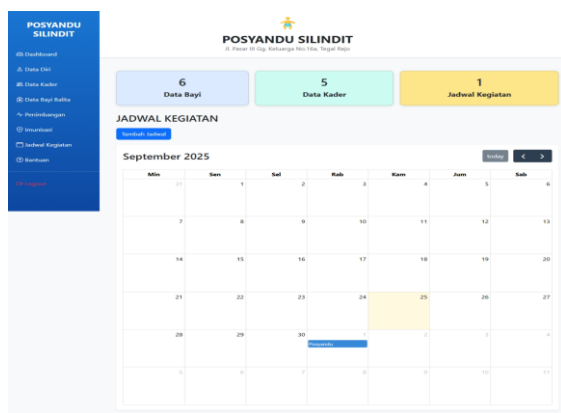 POSYANDU
SILINDIT
Dashboard
Data Diri
Data Kader
Data Bayi Balita
Penimbangan
Imunisasi
Jadwal Kegiatan
Bantuan
Logout
POSYANDU SILINDIT
Jl. Pasar III Gg. Keluarga No.16a, Tegal Rejo
6
Data Bayi
5
Data Kader
1
Jadwal Kegiatan
JADWAL KEGIATAN
Tambah Jadwal
September 2025
today
Min Sen Sel Rab Kam Jum Sab
31 1 2 3 4 5 6
7 8 9 10 11 12 13
14 15 16 17 18 19 20
21 22 23 24 25 26 27
28 29 30 1 2 3 4
Posyandu
5 6 7 8 9 10 11